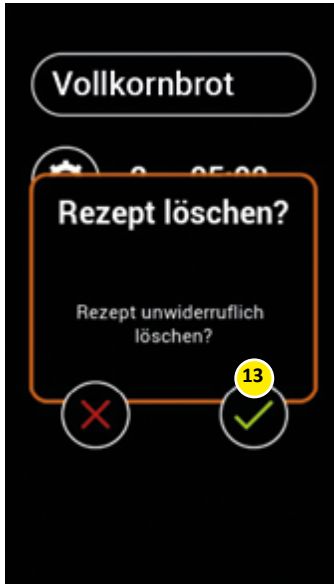 Vollkornbrot
Rezept löschen?
Rezept unwiderruflich
löschen?
13